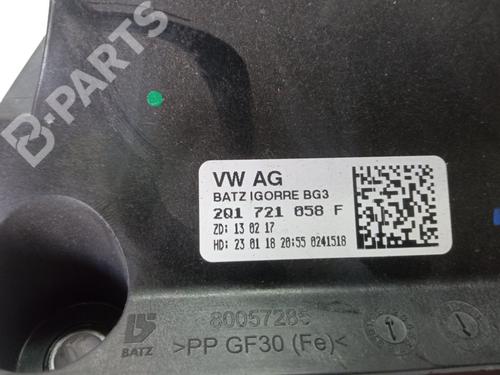 B-PARTS
VW AG
BATZ IGORRE BG3
2Q1 721 058 F
ZD: 13 02 17
HD: 23 01 18 20:55 0241518
80057285
BATZ
>PP GF30 (Fe)<